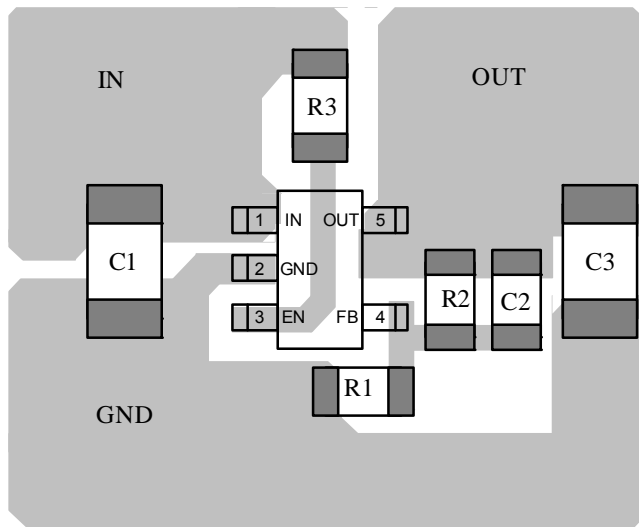 IN
OUT
R3
1 IN OUT 5
C1
2 GND
C3
R2
C2
3 EN FB 4
R1
GND